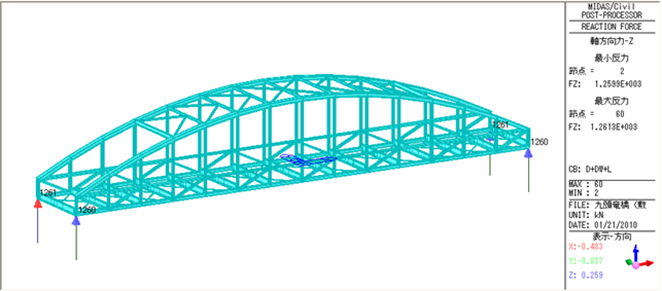 MIDAS/Civil
POST-PROCESSOR
REACTION FORCE
軸方向力-Z
最小反力
節点 = 2
FZ: 1.2599E+003
最大反力
節点 = 60
FZ: 1.2613E+003
CB: D+DW+L
MAX : 60
MIN : 2
FILE: 九頭竜橋(敷
UNIT: kN
DATE: 01/21/2010
表示-方向
X:-0.483
Y:-0.837
Z: 0.259
1261
1260
1261
1260